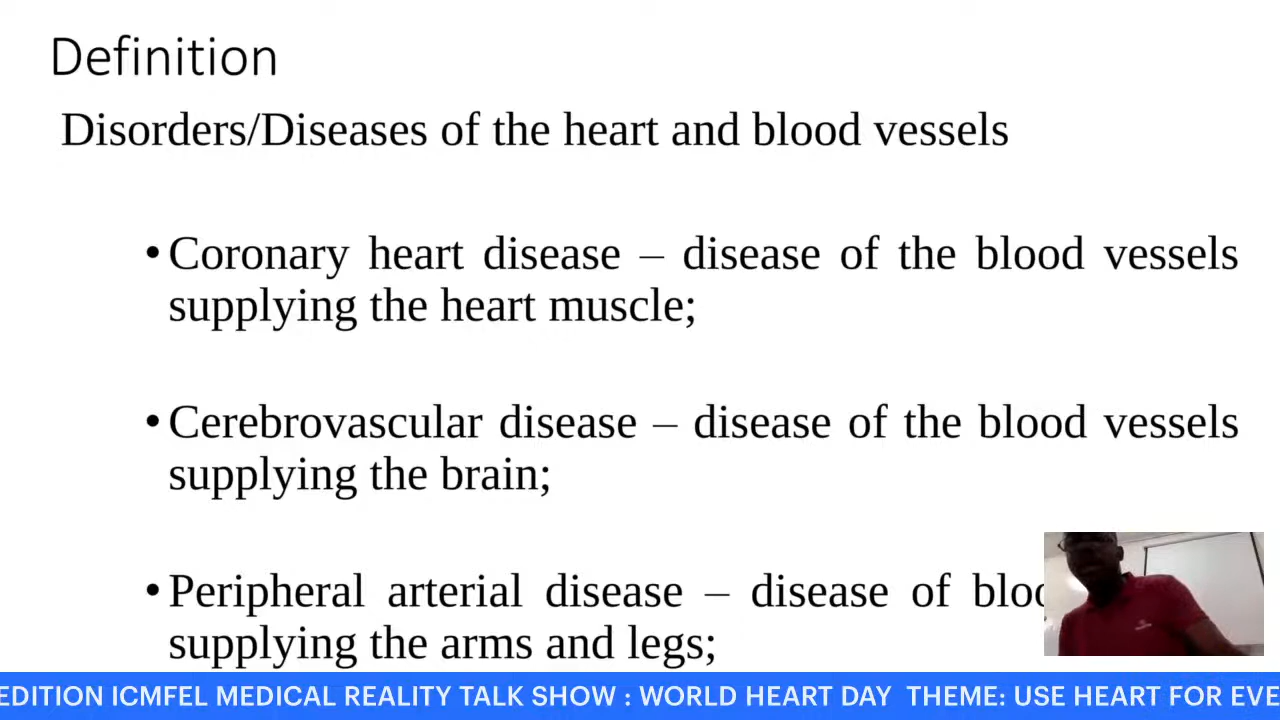 Definition
Disorders/Diseases of the heart and blood vessels
•Coronary heart disease – disease of the blood vessels
supplying the heart muscle;
•Cerebrovascular disease – disease of the blood vessels
supplying the brain;
•Peripheral arterial disease – disease of
supplying the arms and legs;
EDITION ICMFEL MEDICAL REALITY TALK SHOW : WORLD HEART DAY THEME: USE HEART FOR